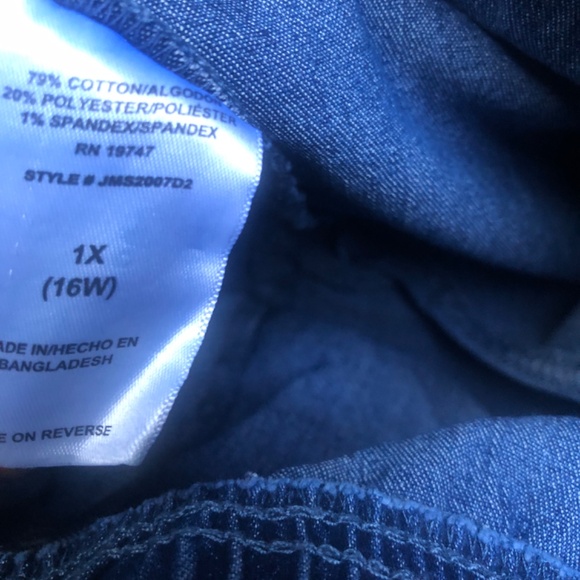 79% COTTON/ALGODÓN
20% POLYESTER/POLIÉSTER
1% SPANDEX/SPANDEX
RN 19747
STYLE # JMS2007D2
1X
(16W)
ADE IN/HECHO EN
BANGLADESH
E ON REVERSE